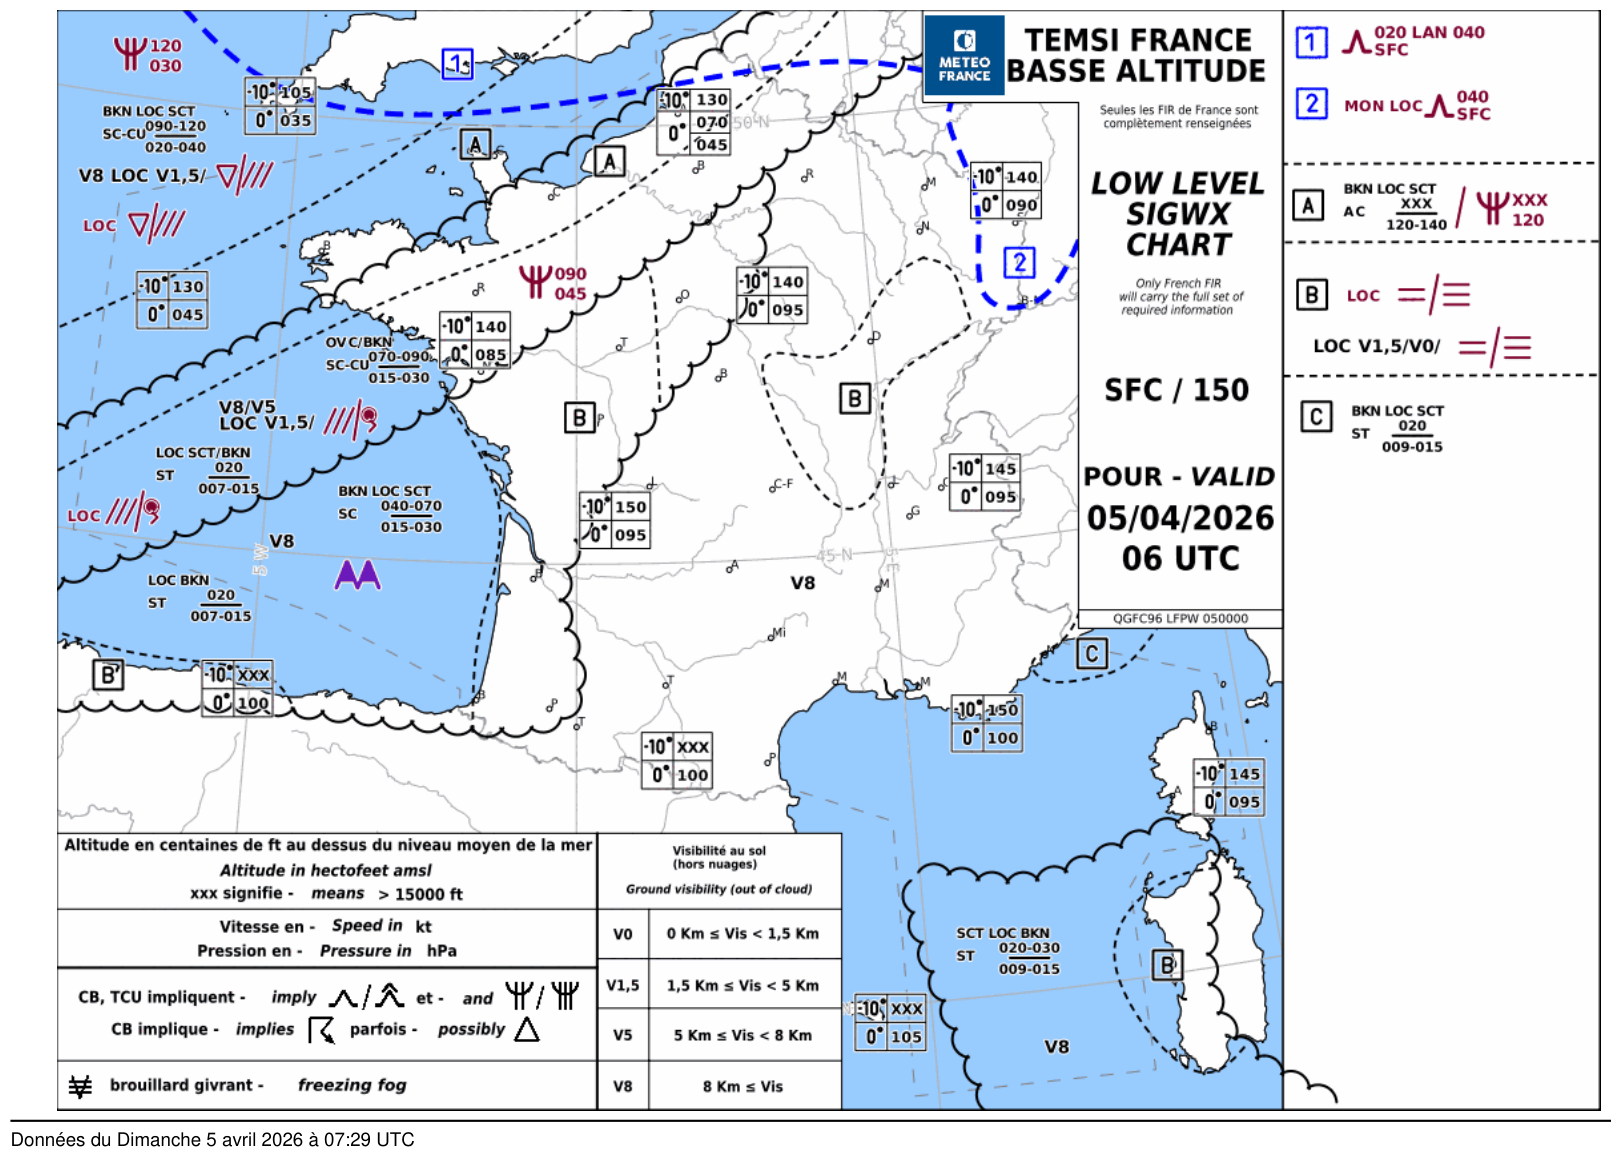 120
030
BKN LOC SCT
SC-CU 090-120
020-040
V8 LOC V1,5/
LOC
-10° 105
0° 035
1
A
A
-10° 130
0° 070
045
50 N
-10° 130
0° 045
B
C
R
B
R
M
N
O
T
B
D
P
L
C-F
L
G
A
M
Mi
B
B
P
T
T
M
M
P
N
B
A
090
045
-10° 140
0° 085
OVC/BKN
SC-CU 070-090
015-030
V8/V5
LOC V1,5/
LOC SCT/BKN
ST 020
007-015
LOC
BKN LOC SCT
SC 040-070
015-030
V8
5 W
LOC BKN
ST 020
007-015
B
-10° XXX
0° 100
-10° 140
0° 095
-10° 140
0° 090
2
B
B
-10° 150
0° 095
-10° 145
0° 095
45 N
5 E
V8
-10° XXX
0° 100
C
-10° 150
0° 100
-10° 145
0° 095
SCT LOC BKN
ST 020-030
009-015
B
V8
-10° XXX
0° 105
METEO
FRANCE
TEMSI FRANCE
BASSE ALTITUDE
Seules les FIR de France sont
complètement renseignées
LOW LEVEL
SIGWX
CHART
Only French FIR
will carry the full set of
required information
SFC / 150
POUR - VALID
05/04/2026
06 UTC
QGFC96 LFPW 050000
1 020 LAN 040
SFC
2 MON LOC 040
SFC
A BKN LOC SCT
AC XXX / XXX
120-140 120
B LOC
LOC V1,5/V0/
C BKN LOC SCT
ST 020
009-015
Altitude en centaines de ft au dessus du niveau moyen de la mer
Altitude in hectofeet amsl
xxx signifie - means > 15000 ft
Vitesse en - Speed in kt
Pression en - Pressure in hPa
CB, TCU impliquent - imply / et - and /
CB implique - implies parfois - possibly
brouillard givrant - freezing fog
Visibilité au sol
(hors nuages)
Ground visibility (out of cloud)
V0 0 Km ≤ Vis < 1,5 Km
V1,5 1,5 Km ≤ Vis < 5 Km
V5 5 Km ≤ Vis < 8 Km
V8 8 Km ≤ Vis
Données du Dimanche 5 avril 2026 à 07:29 UTC